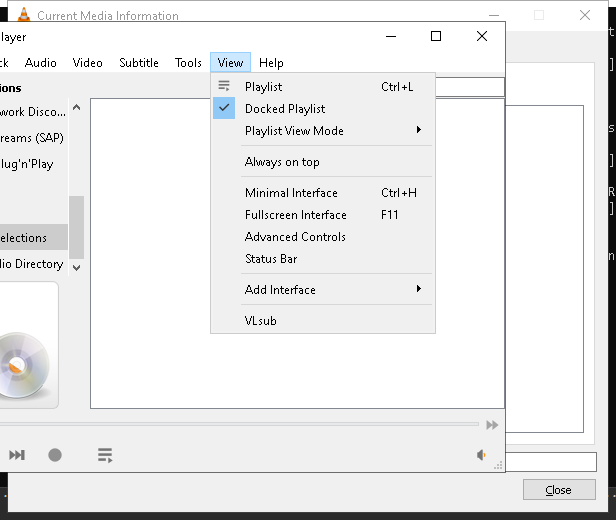 Current Media Information
layer
ck Audio Video Subtitle Tools View Help
ons
work Disco...
reams (SAP)
lug'n'Play
elections
io Directory
Playlist Ctrl+L
Docked Playlist
Playlist View Mode
Always on top
Minimal Interface Ctrl+H
Fullscreen Interface F11
Advanced Controls
Status Bar
Add Interface
VLsub
t
]
s
]
R
]
n
Close